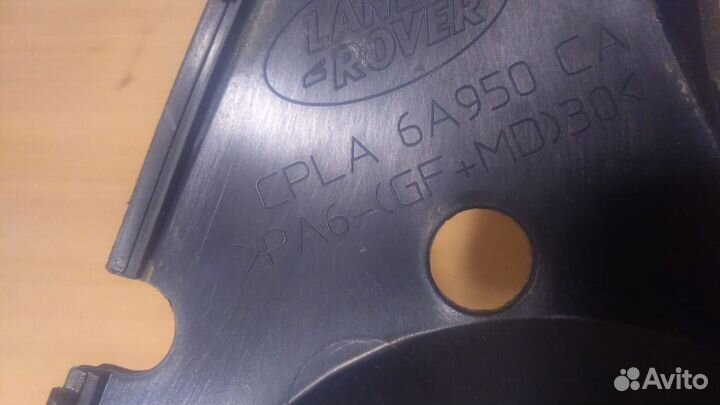 LAND
-ROVER
CPLA 6A950 CA
>PA6-(GF+MD)30<
Avito